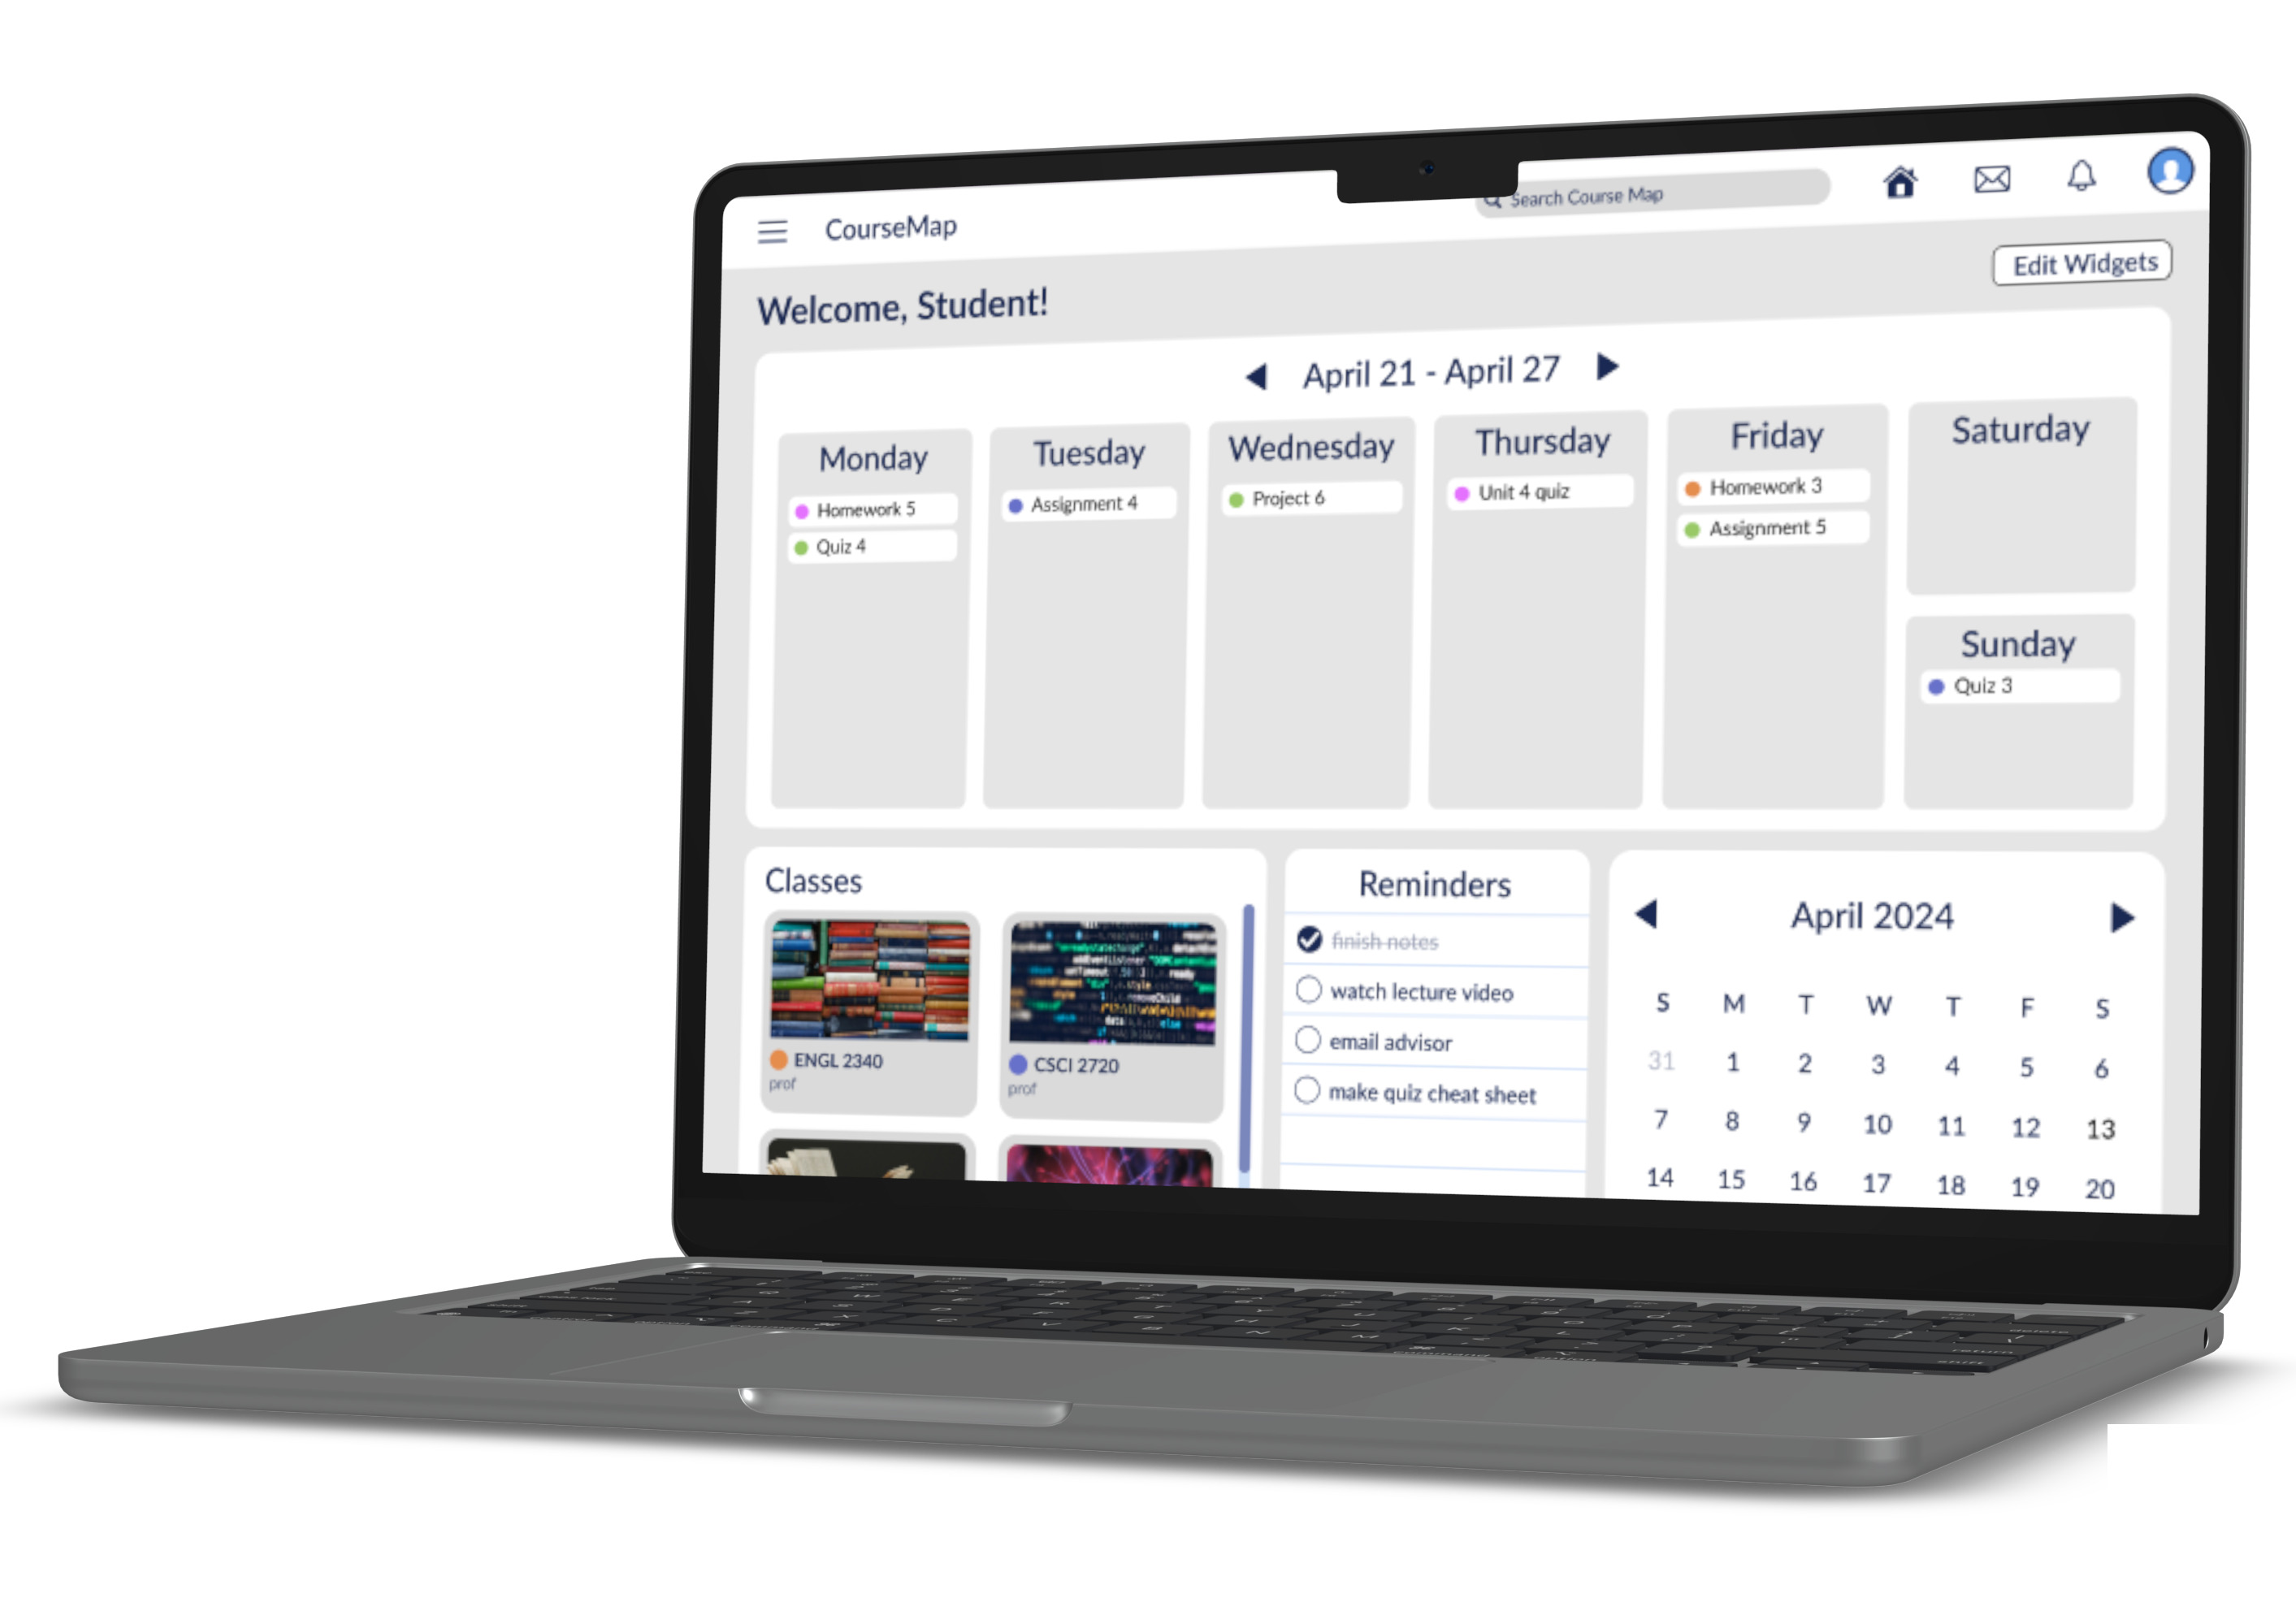 CourseMap
Search Course Map
Edit Widgets
Welcome, Student!
April 21 - April 27
Monday
Homework 5
Quiz 4
Tuesday
Assignment 4
Wednesday
Project 6
Thursday
Unit 4 quiz
Friday
Homework 3
Assignment 5
Saturday
Sunday
Quiz 3
Classes
ENGL 2340
prof
CSCI 2720
prof
Reminders
finish notes
watch lecture video
email advisor
make quiz cheat sheet
April 2024
S M T W T F S
31 1 2 3 4 5 6
7 8 9 10 11 12 13
14 15 16 17 18 19 20